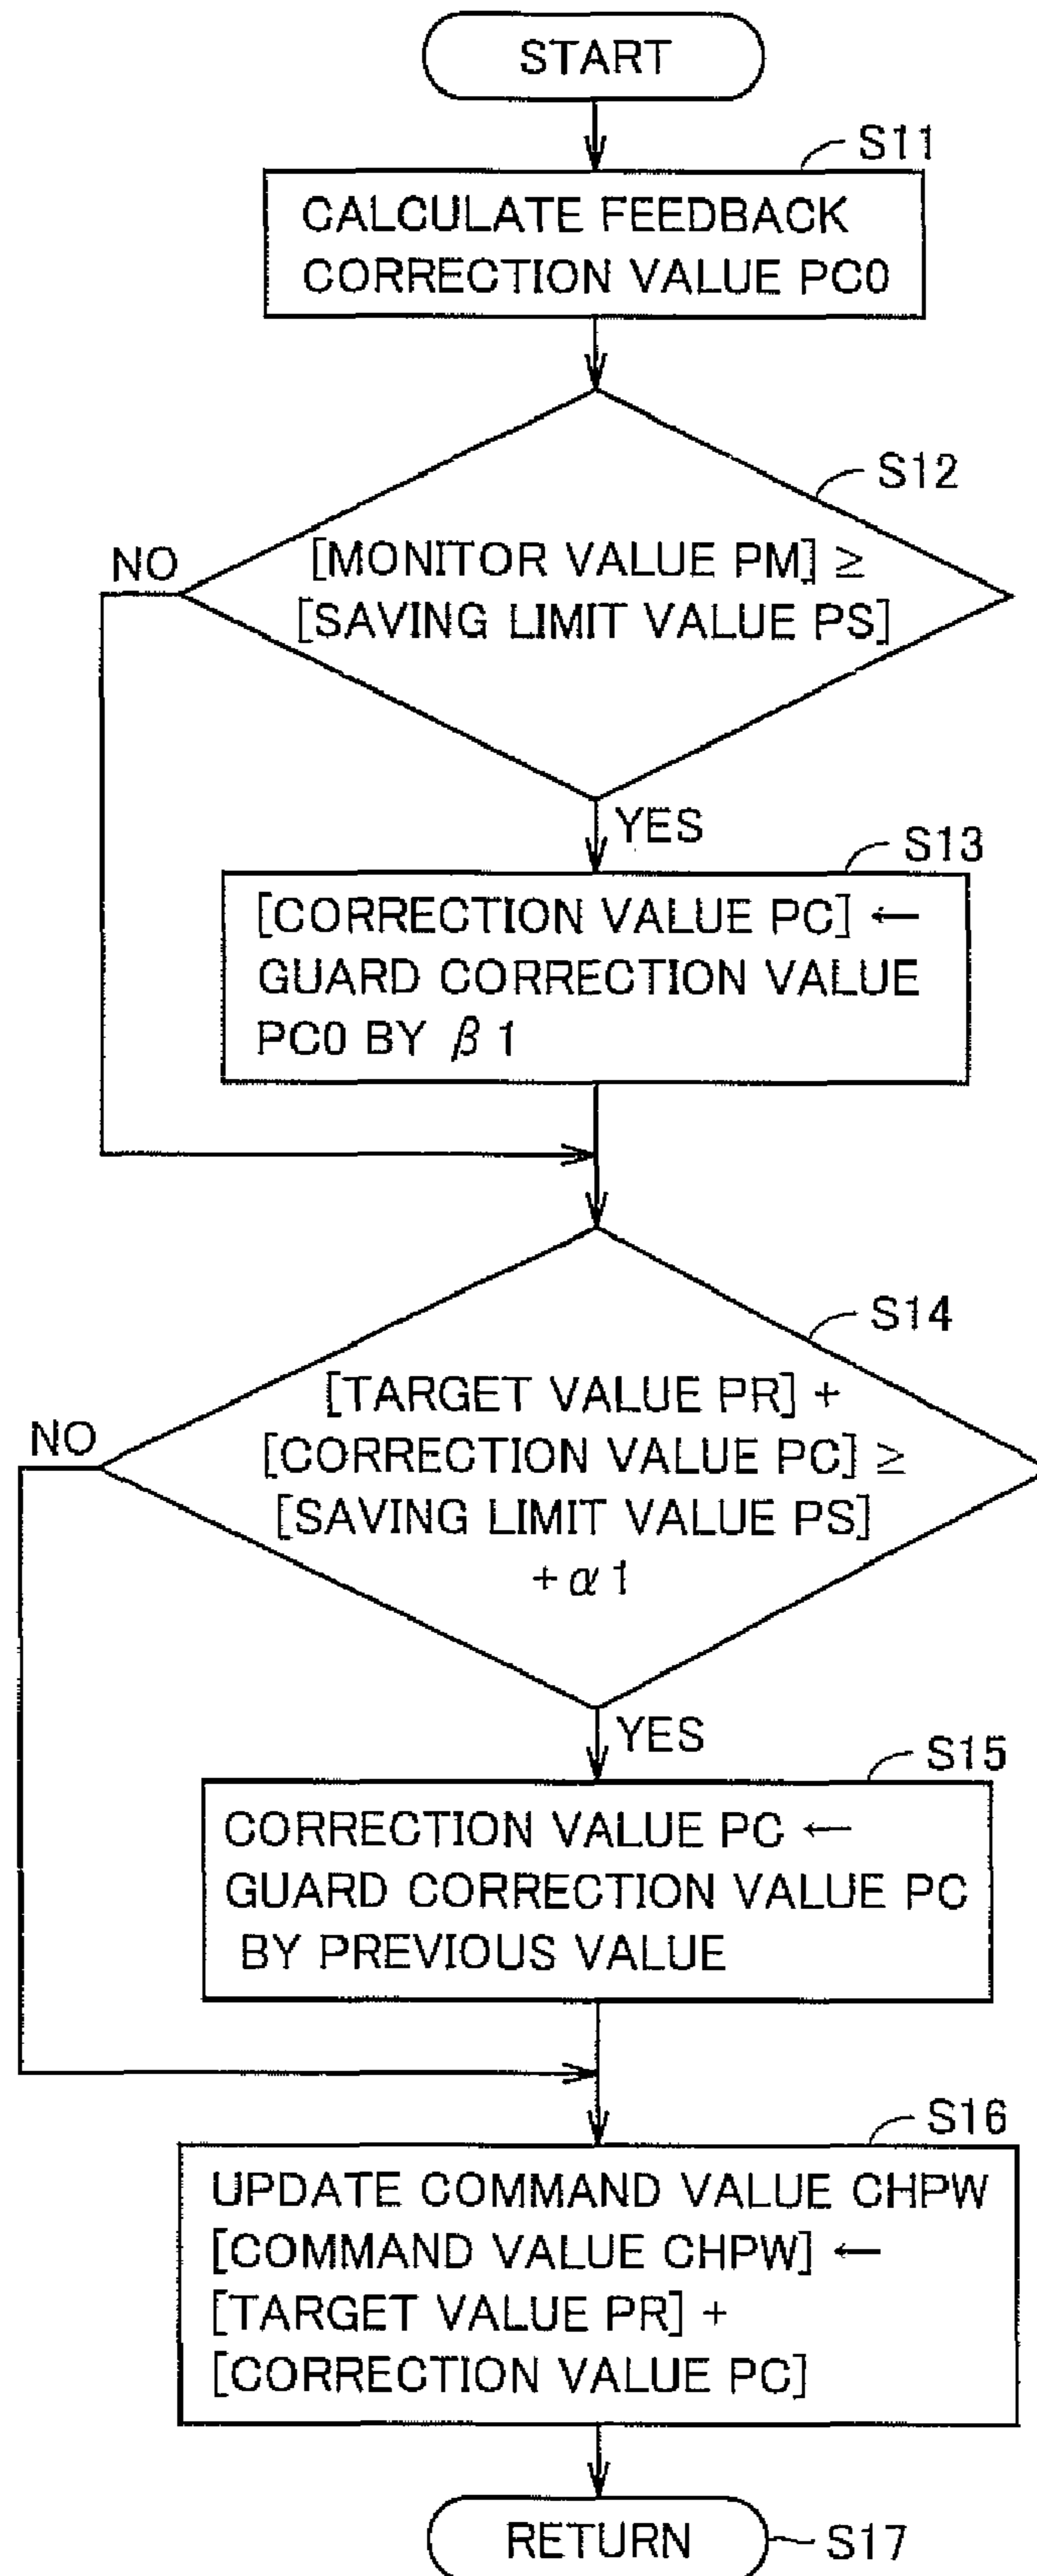 START
S11
CALCULATE FEEDBACK
CORRECTION VALUE PC0
S12
NO
[MONITOR VALUE PM] ≥
[SAVING LIMIT VALUE PS]
YES
S13
[CORRECTION VALUE PC] ←
GUARD CORRECTION VALUE
PC0 BY β 1
S14
NO
[TARGET VALUE PR] +
[CORRECTION VALUE PC] ≥
[SAVING LIMIT VALUE PS]
+ α 1
YES
S15
CORRECTION VALUE PC ←
GUARD CORRECTION VALUE PC
BY PREVIOUS VALUE
S16
UPDATE COMMAND VALUE CHPW
[COMMAND VALUE CHPW] ←
[TARGET VALUE PR] +
[CORRECTION VALUE PC]
RETURN
S17